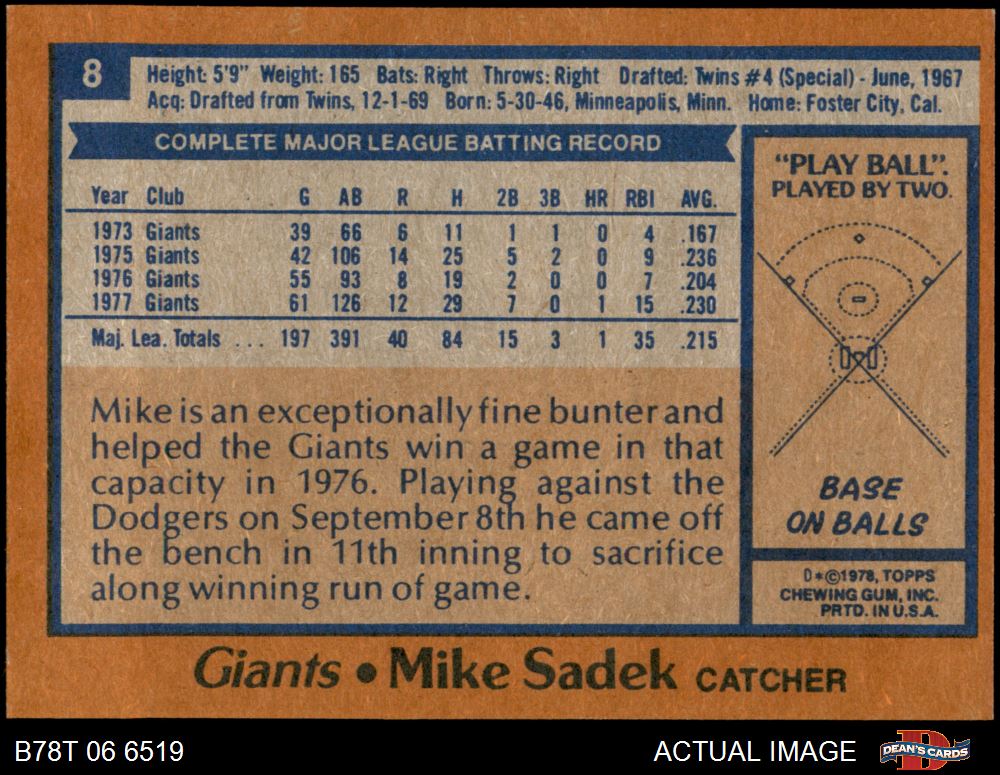 8
Height: 5'9" Weight: 165 Bats: Right Throws: Right Drafted: Twins #4 (Special) - June, 1967
Acq: Drafted from Twins, 12-1-69 Born: 5-30-46, Minneapolis, Minn. Home: Foster City, Cal.
COMPLETE MAJOR LEAGUE BATTING RECORD
Year Club G AB R H 2B 3B HR RBI AVG.
1973 Giants 39 66 6 11 1 1 0 4 .167
1975 Giants 42 106 14 25 5 2 0 9 .236
1976 Giants 55 93 8 19 2 0 0 7 .204
1977 Giants 61 126 12 29 7 0 1 15 .230
Maj. Lea. Totals ... 197 391 40 84 15 3 1 35 .215
Mike is an exceptionally fine bunter and
helped the Giants win a game in that
capacity in 1976. Playing against the
Dodgers on September 8th he came off
the bench in 11th inning to sacrifice
along winning run of game.
"PLAY BALL".
PLAYED BY TWO.
BASE
ON BALLS
D*©1978, TOPPS
CHEWING GUM, INC.
PRTD. IN U.S.A.
Giants • Mike Sadek CATCHER
B78T 06 6519
ACTUAL IMAGE
D
DEAN'S CARDS